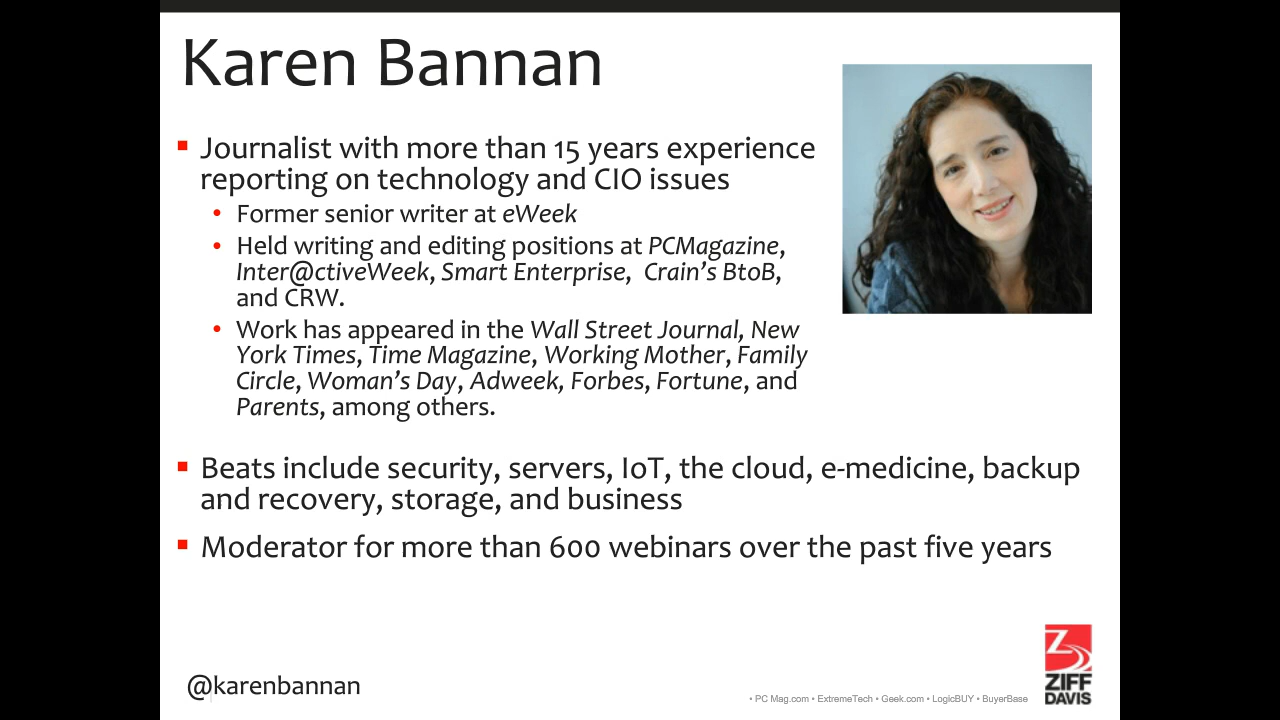 Karen Bannan
▪ Journalist with more than 15 years experience
reporting on technology and CIO issues
• Former senior writer at eWeek
• Held writing and editing positions at PCMagazine,
Inter@ctiveWeek, Smart Enterprise, Crain’s BtoB,
and CRW.
• Work has appeared in the Wall Street Journal, New
York Times, Time Magazine, Working Mother, Family
Circle, Woman’s Day, Adweek, Forbes, Fortune, and
Parents, among others.
▪ Beats include security, servers, IoT, the cloud, e-medicine, backup
and recovery, storage, and business
▪ Moderator for more than 600 webinars over the past five years
@karenbannan
• PC Mag.com • ExtremeTech • Geek.com • LogicBUY • BuyerBase
Z
ZIFF
DAVIS